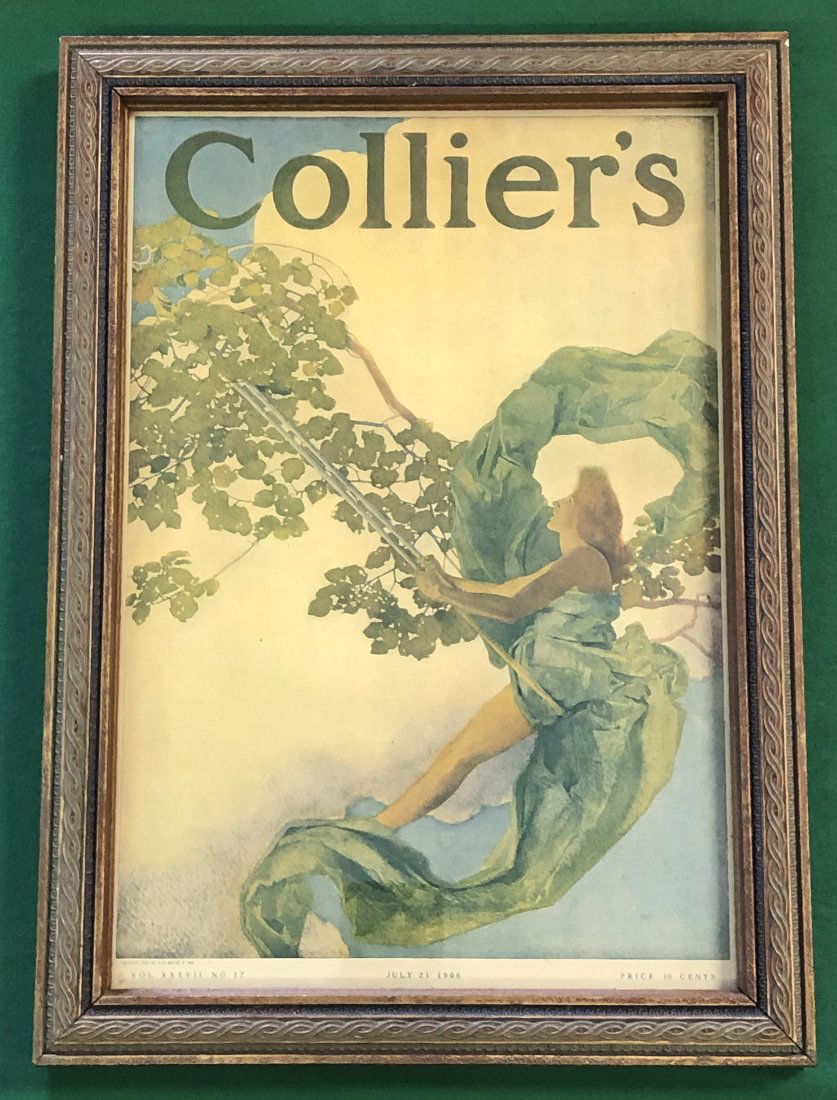 Collier's
VOL XXXVII NO 17 JULY 21 1906 PRICE 10 CENTS